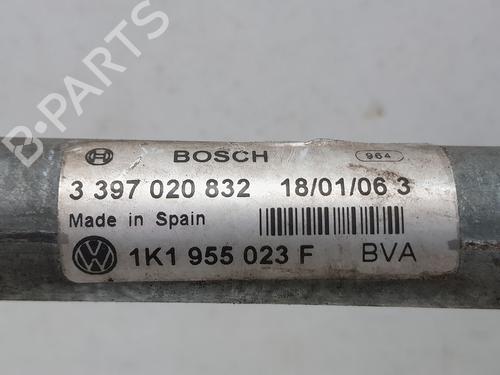 B-PARTS
BOSCH 964
3 397 020 832 18/01/06 3
Made in Spain
1K1 955 023 F BVA